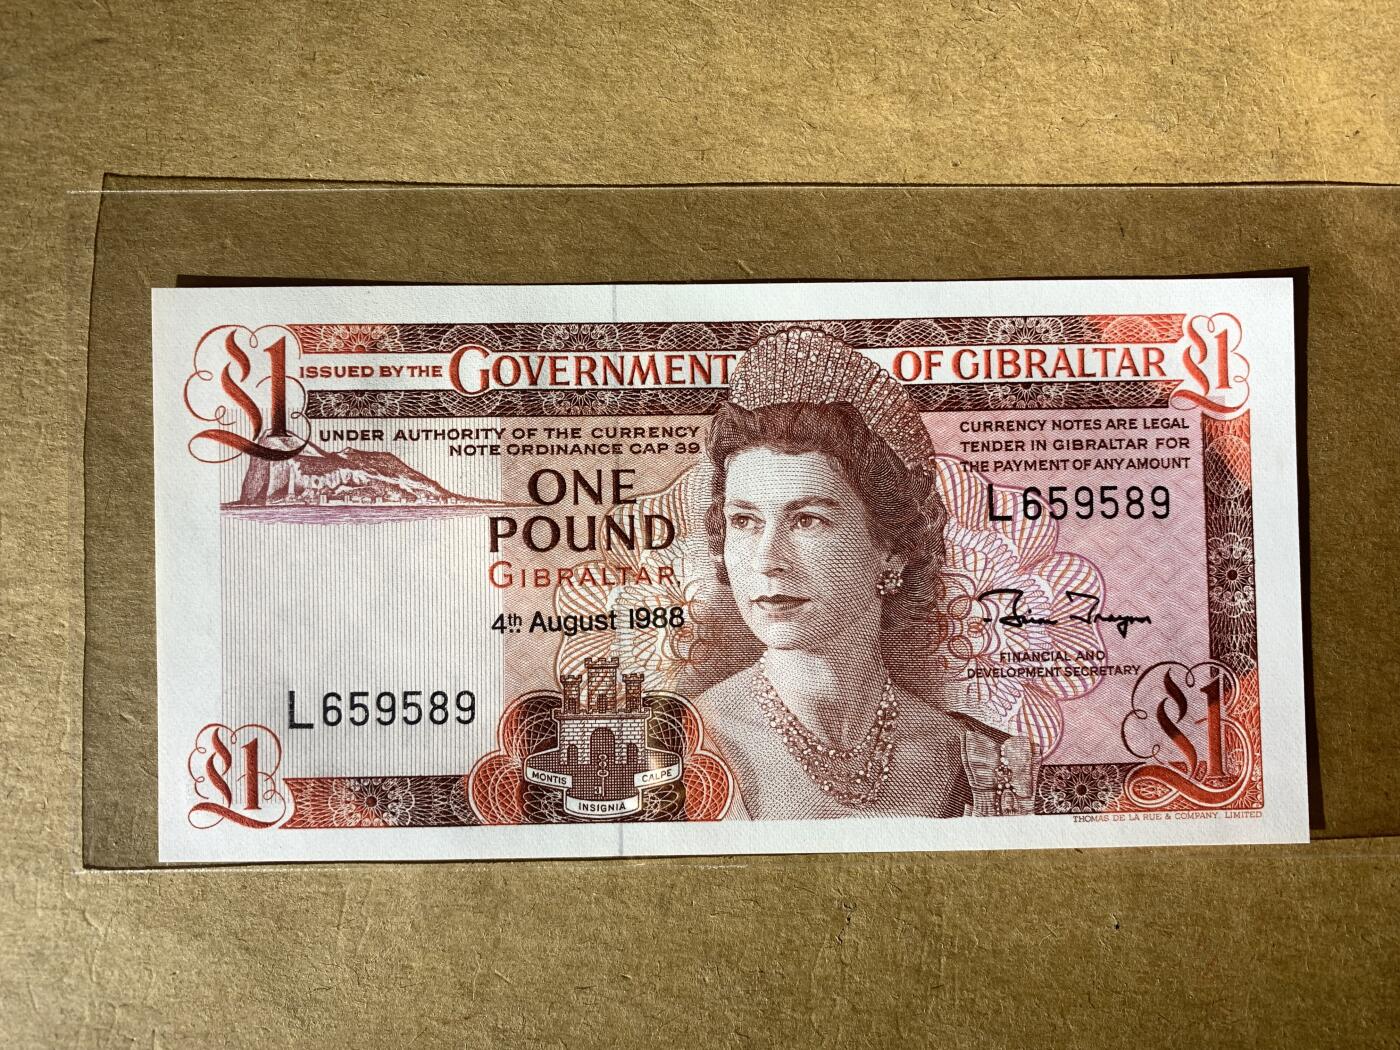 £1 ISSUED BY THE GOVERNMENT OF GIBRALTAR £1
UNDER AUTHORITY OF THE CURRENCY
NOTE ORDINANCE CAP 39
CURRENCY NOTES ARE LEGAL
TENDER IN GIBRALTAR FOR
THE PAYMENT OF ANY AMOUNT
L659589
ONE
POUND
GIBRALTAR.
4th August 1988
L659589
FINANCIAL AND
DEVELOPMENT SECRETARY
MONTIS CALPE
INSIGNIA
£1
£1
THOMAS DE LA RUE & COMPANY, LIMITED